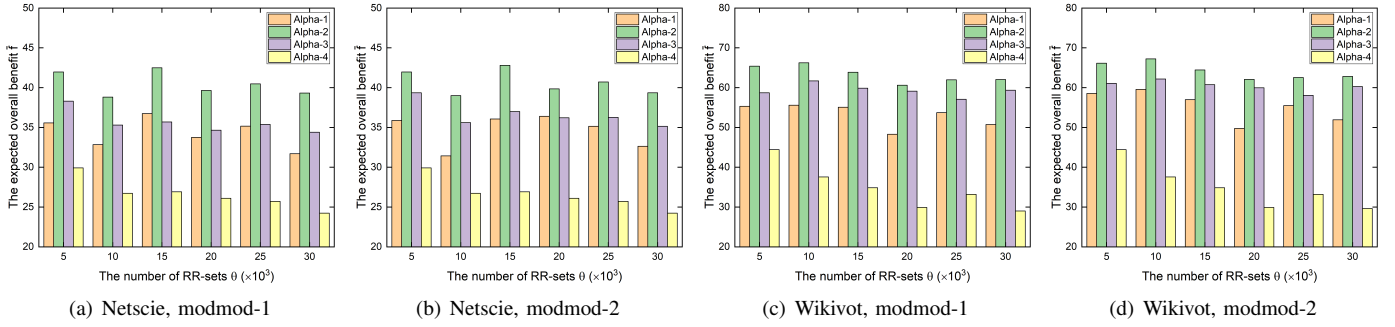 50
45
40
35
30
25
20
The expected overall benefit f̃
Alpha-1
Alpha-2
Alpha-3
Alpha-4
5 10 15 20 25 30
The number of RR-sets θ (×10³)
(a) Netscie, modmod-1
50
45
40
35
30
25
20
The expected overall benefit f̃
Alpha-1
Alpha-2
Alpha-3
Alpha-4
5 10 15 20 25 30
The number of RR-sets θ (×10³)
(b) Netscie, modmod-2
80
70
60
50
40
30
20
The expected overall benefit f̃
Alpha-1
Alpha-2
Alpha-3
Alpha-4
5 10 15 20 25 30
The number of RR-sets θ (×10³)
(c) Wikivot, modmod-1
80
70
60
50
40
30
20
The expected overall benefit f̃
Alpha-1
Alpha-2
Alpha-3
Alpha-4
5 10 15 20 25 30
The number of RR-sets θ (×10³)
(d) Wikivot, modmod-2